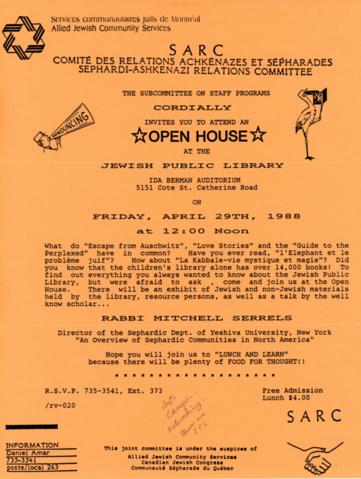 Services communautaires juifs de Montréal
Allied Jewish Community Services
SARC
COMITÉ DES RELATIONS ACHKÉNAZES ET SÉPHARADES
SEPHARDI-ASHKENAZI RELATIONS COMMITTEE
THE SUBCOMMITTEE ON STAFF PROGRAMS
CORDIALLY
INVITES YOU TO ATTEND AN
ANNOUNCING
☆OPEN HOUSE☆
AT THE
JEWISH PUBLIC LIBRARY
IDA BERMAN AUDITORIUM
5151 Cote St. Catherine Road
ON
FRIDAY, APRIL 29TH, 1988
at 12:00 Noon
What do "Escape from Auschwitz", "Love Stories" and the "Guide to the
Perplexed" have in common? Have you ever read, "l'Elephant et le
problème juif"? How about "La Kabbale-vie mystique et magie"? Did
you know that the children's library alone has over 14,000 books! To
find out everything you always wanted to know about the Jewish Public
Library, but were afraid to ask, come and join us at the Open
House. There will be an exhibit of Jewish and non-Jewish materials
held by the library, resource persons, as well as a talk by the well
know scholar...
RABBI MITCHELL SERRELS
Director of the Sephardic Dept. of Yeshiva University, New York
"An Overview of Sephardic Communities in North America"
Hope you will join us to "LUNCH AND LEARN"
because there will be plenty of FOOD FOR THOUGHT!!
* * * * * * * * * * * * * * * * * * * *
R.S.V.P. 735-3541, Ext. 373
Free Admission
Lunch $4.00
/rv-020
SARC
INFORMATION
Daniel Amar
735-3541
poste/local 263
This joint committee is under the auspices of
Allied Jewish Community Services
Canadian Jewish Congress
Communauté Sépharade du Québec